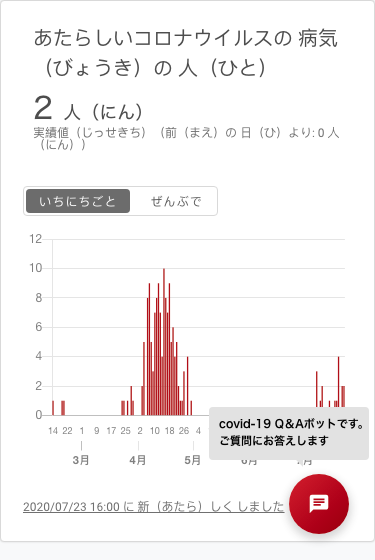 あたらしいコロナウイルスの 病気
（びょうき）の 人（ひと）
2 人（にん）
実績値（じっせきち）（前（まえ）の 日（ひ）より: 0 人
（にん））
いちにちごと ぜんぶで
12
10
8
6
4
2
0
14 22 1 9 17 25 2 10 18 26 4
3月 4月 5月 6月
covid-19 Q&Aボットです。
ご質問にお答えします
2020/07/23 16:00 に 新（あたら）しく しました